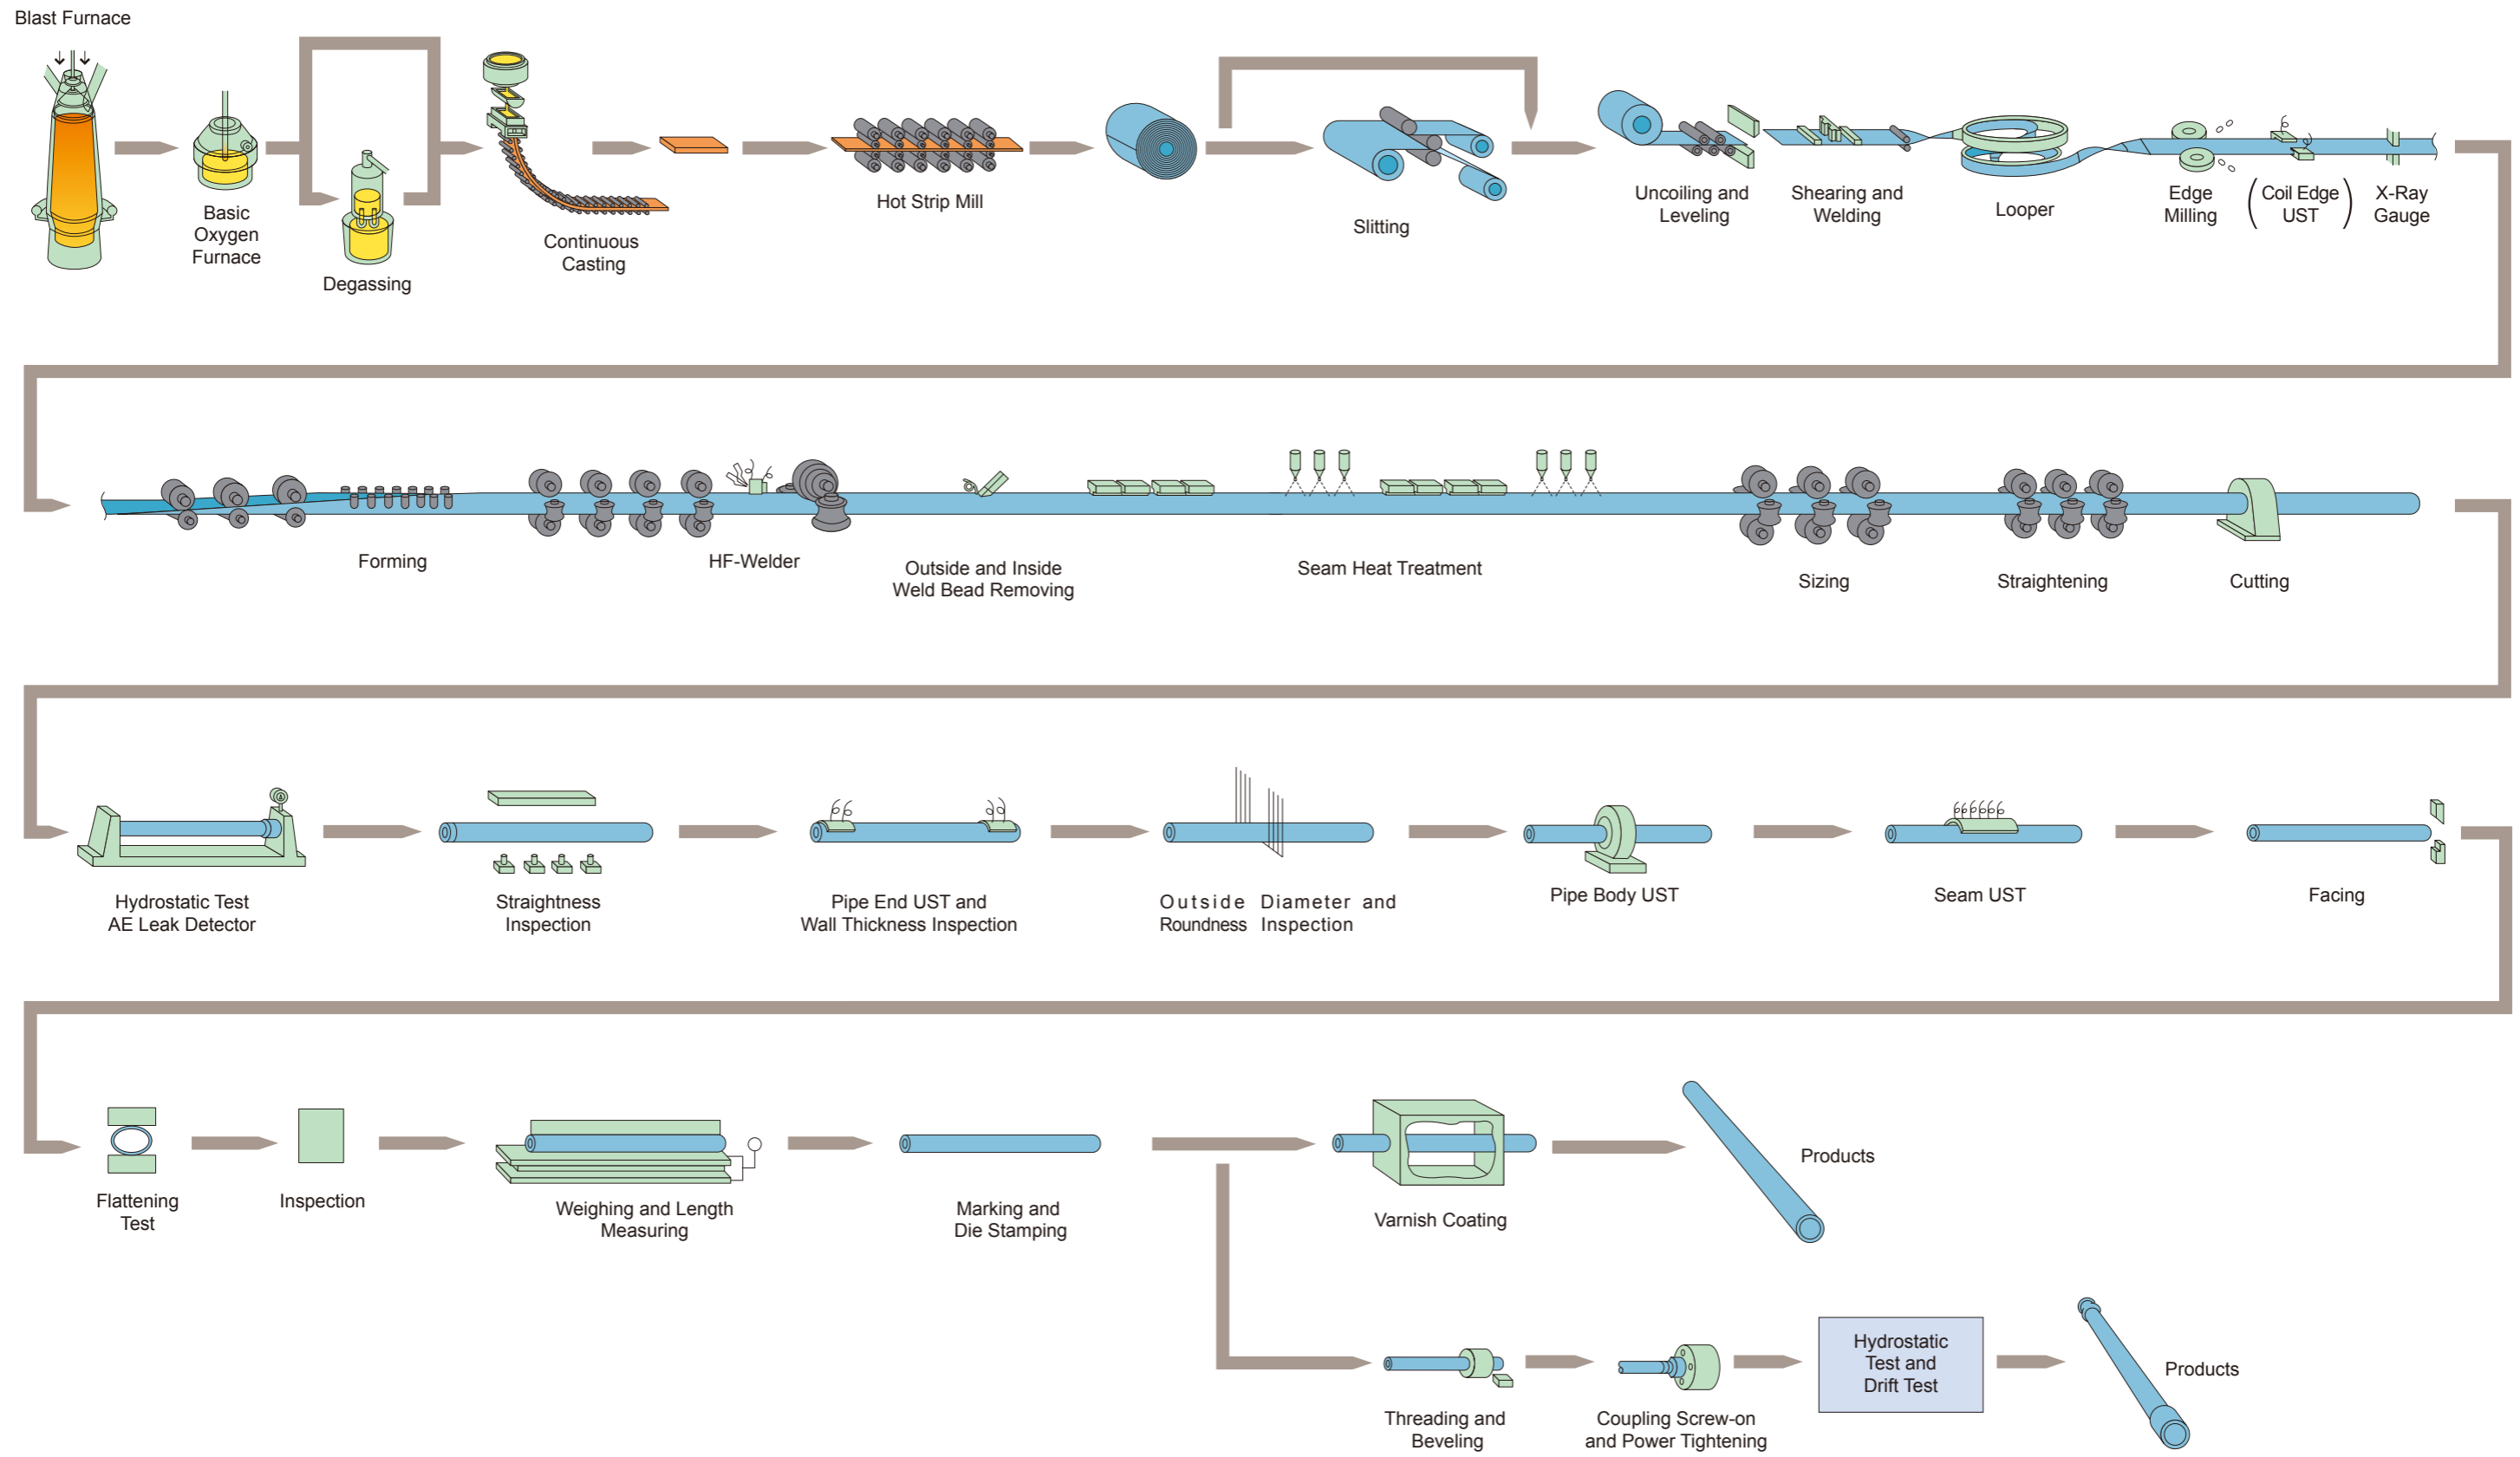 Blast Furnace
Basic
Oxygen
Furnace
Degassing
Continuous
Casting
Hot Strip Mill
Slitting
Uncoiling and
Leveling
Shearing and
Welding
Looper
Edge
Milling
(Coil Edge
UST)
X-Ray
Gauge
Forming
HF-Welder
Outside and Inside
Weld Bead Removing
Seam Heat Treatment
Sizing
Straightening
Cutting
Hydrostatic Test
AE Leak Detector
Straightness
Inspection
Pipe End UST and
Wall Thickness Inspection
Outside Diameter and
Roundness Inspection
Pipe Body UST
Seam UST
Facing
Flattening
Test
Inspection
Weighing and Length
Measuring
Marking and
Die Stamping
Varnish Coating
Products
Threading and
Beveling
Coupling Screw-on
and Power Tightening
Hydrostatic
Test and
Drift Test
Products